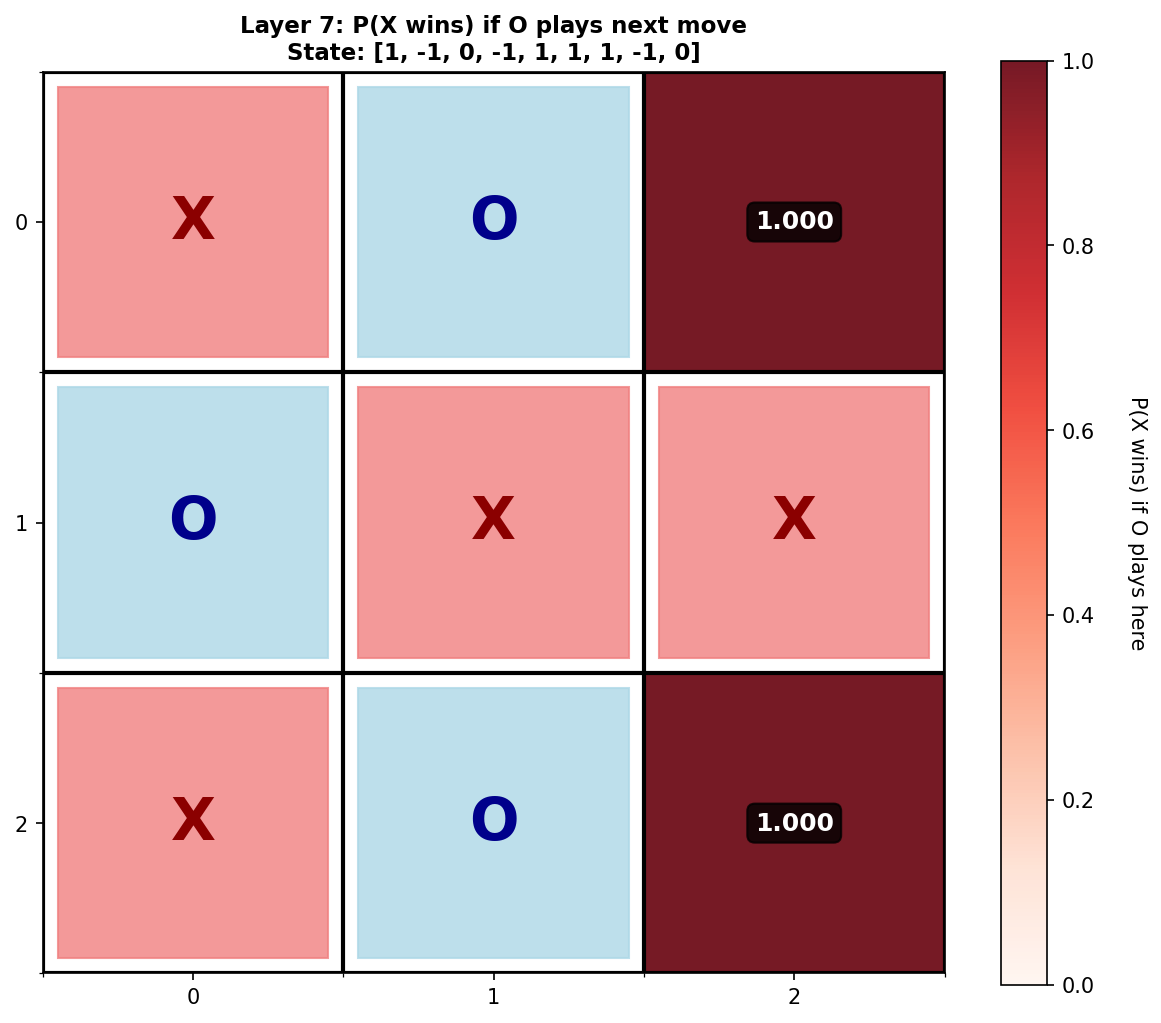 Layer 7: P(X wins) if O plays next move
State: [1, -1, 0, -1, 1, 1, 1, -1, 0]
0
X
O
1.000
1
O
X
X
2
X
O
1.000
0
1
2
1.0
0.8
0.6
0.4
0.2
0.0
P(X wins) if O plays here